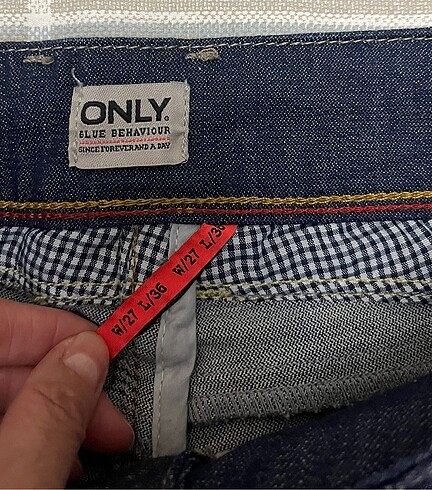 ONLY.
BLUE BEHAVIOUR
SINCE FOREVER AND A DAY
W/27 L/36 W/27 L/36